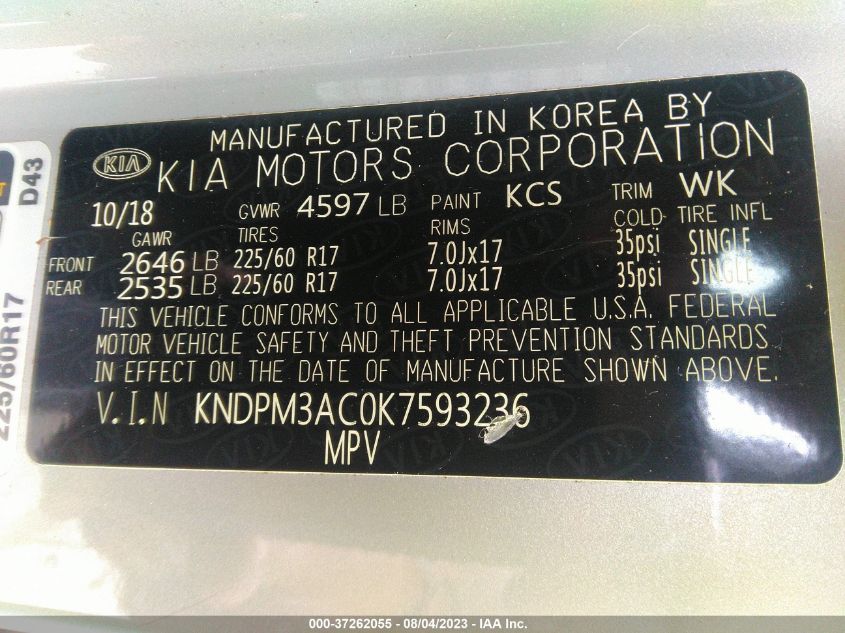 MANUFACTURED IN KOREA BY
KIA KIA MOTORS CORPORATION
10/18 GVWR 4597 LB PAINT KCS TRIM WK
GAWR TIRES RIMS COLD TIRE INFL
FRONT 2646 LB 225/60 R17 7.0Jx17 35psi SINGLE
REAR 2535 LB 225/60 R17 7.0Jx17 35psi SINGLE
THIS VEHICLE CONFORMS TO ALL APPLICABLE U.S.A. FEDERAL
MOTOR VEHICLE SAFETY AND THEFT PREVENTION STANDARDS
IN EFFECT ON THE DATE OF MANUFACTURE SHOWN ABOVE.
V.I.N KNDPM3AC0K7593236
MPV
D43
225/60R17
000-37262055 - 08/04/2023 - IAA Inc.